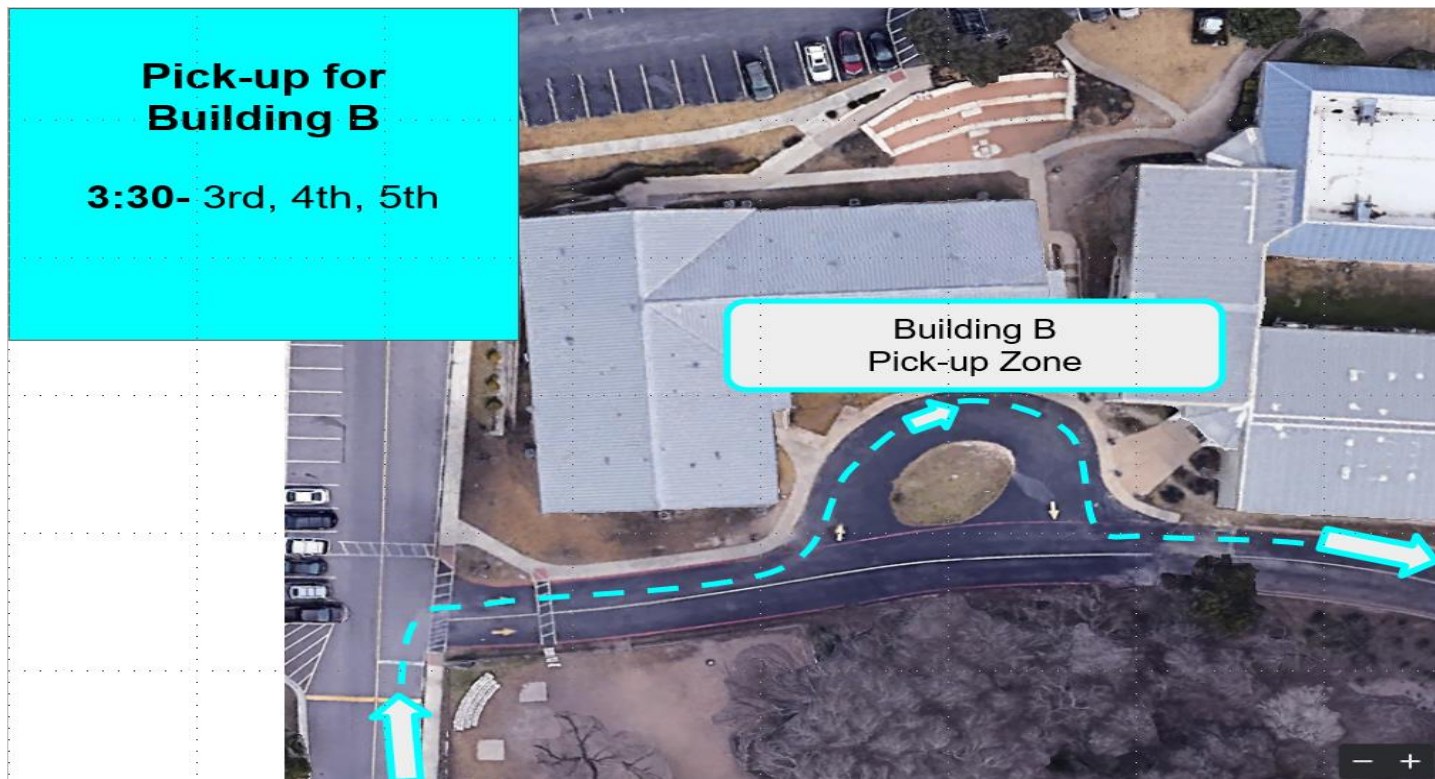 Pick-up for
Building B
3:30- 3rd, 4th, 5th
Building B
Pick-up Zone